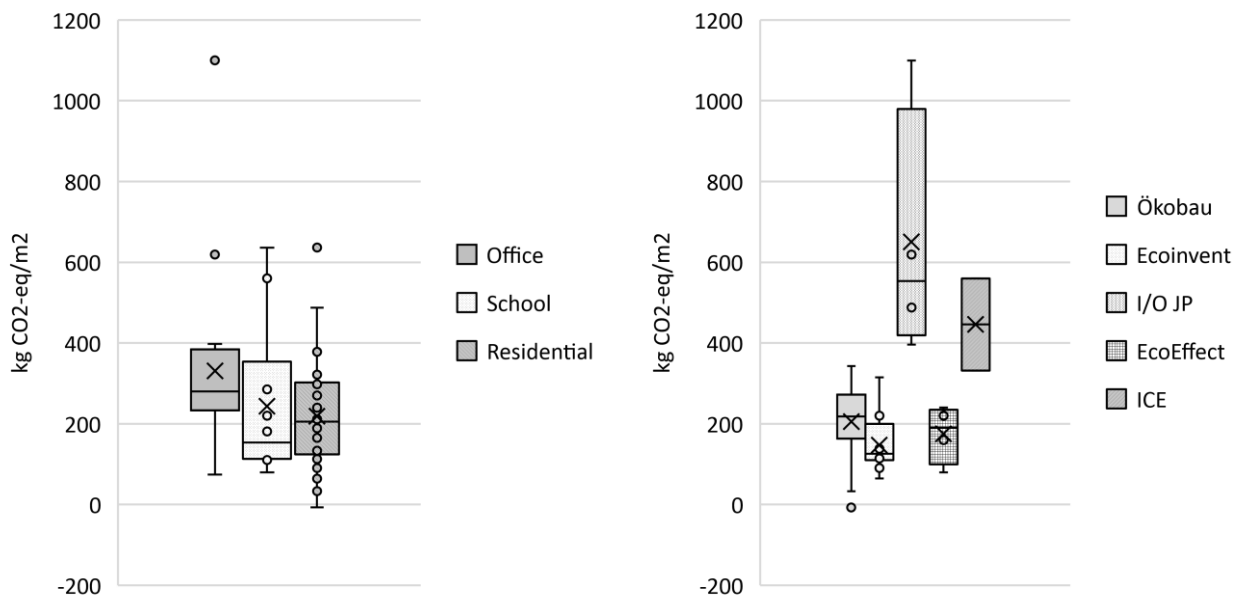 1200
1000
800
600
400
200
0
-200
kg CO2-eq/m2
Office
School
Residential
1200
1000
800
600
400
200
0
-200
kg CO2-eq/m2
Ökobau
Ecoinvent
I/O JP
EcoEffect
ICE